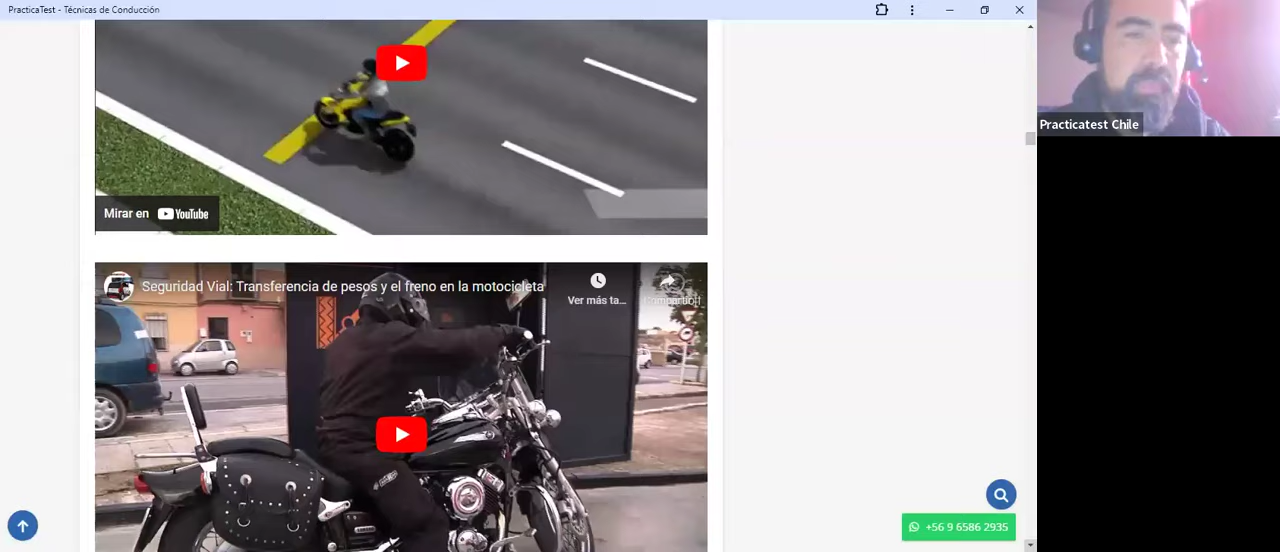 PracticaTest - Técnicas de Conducción
Practicatest Chile
Mirar en YouTube
Seguridad Vial: Transferencia de pesos y el freno en la motocicleta
Ver más ta...
Compartir
+56 9 6586 2935